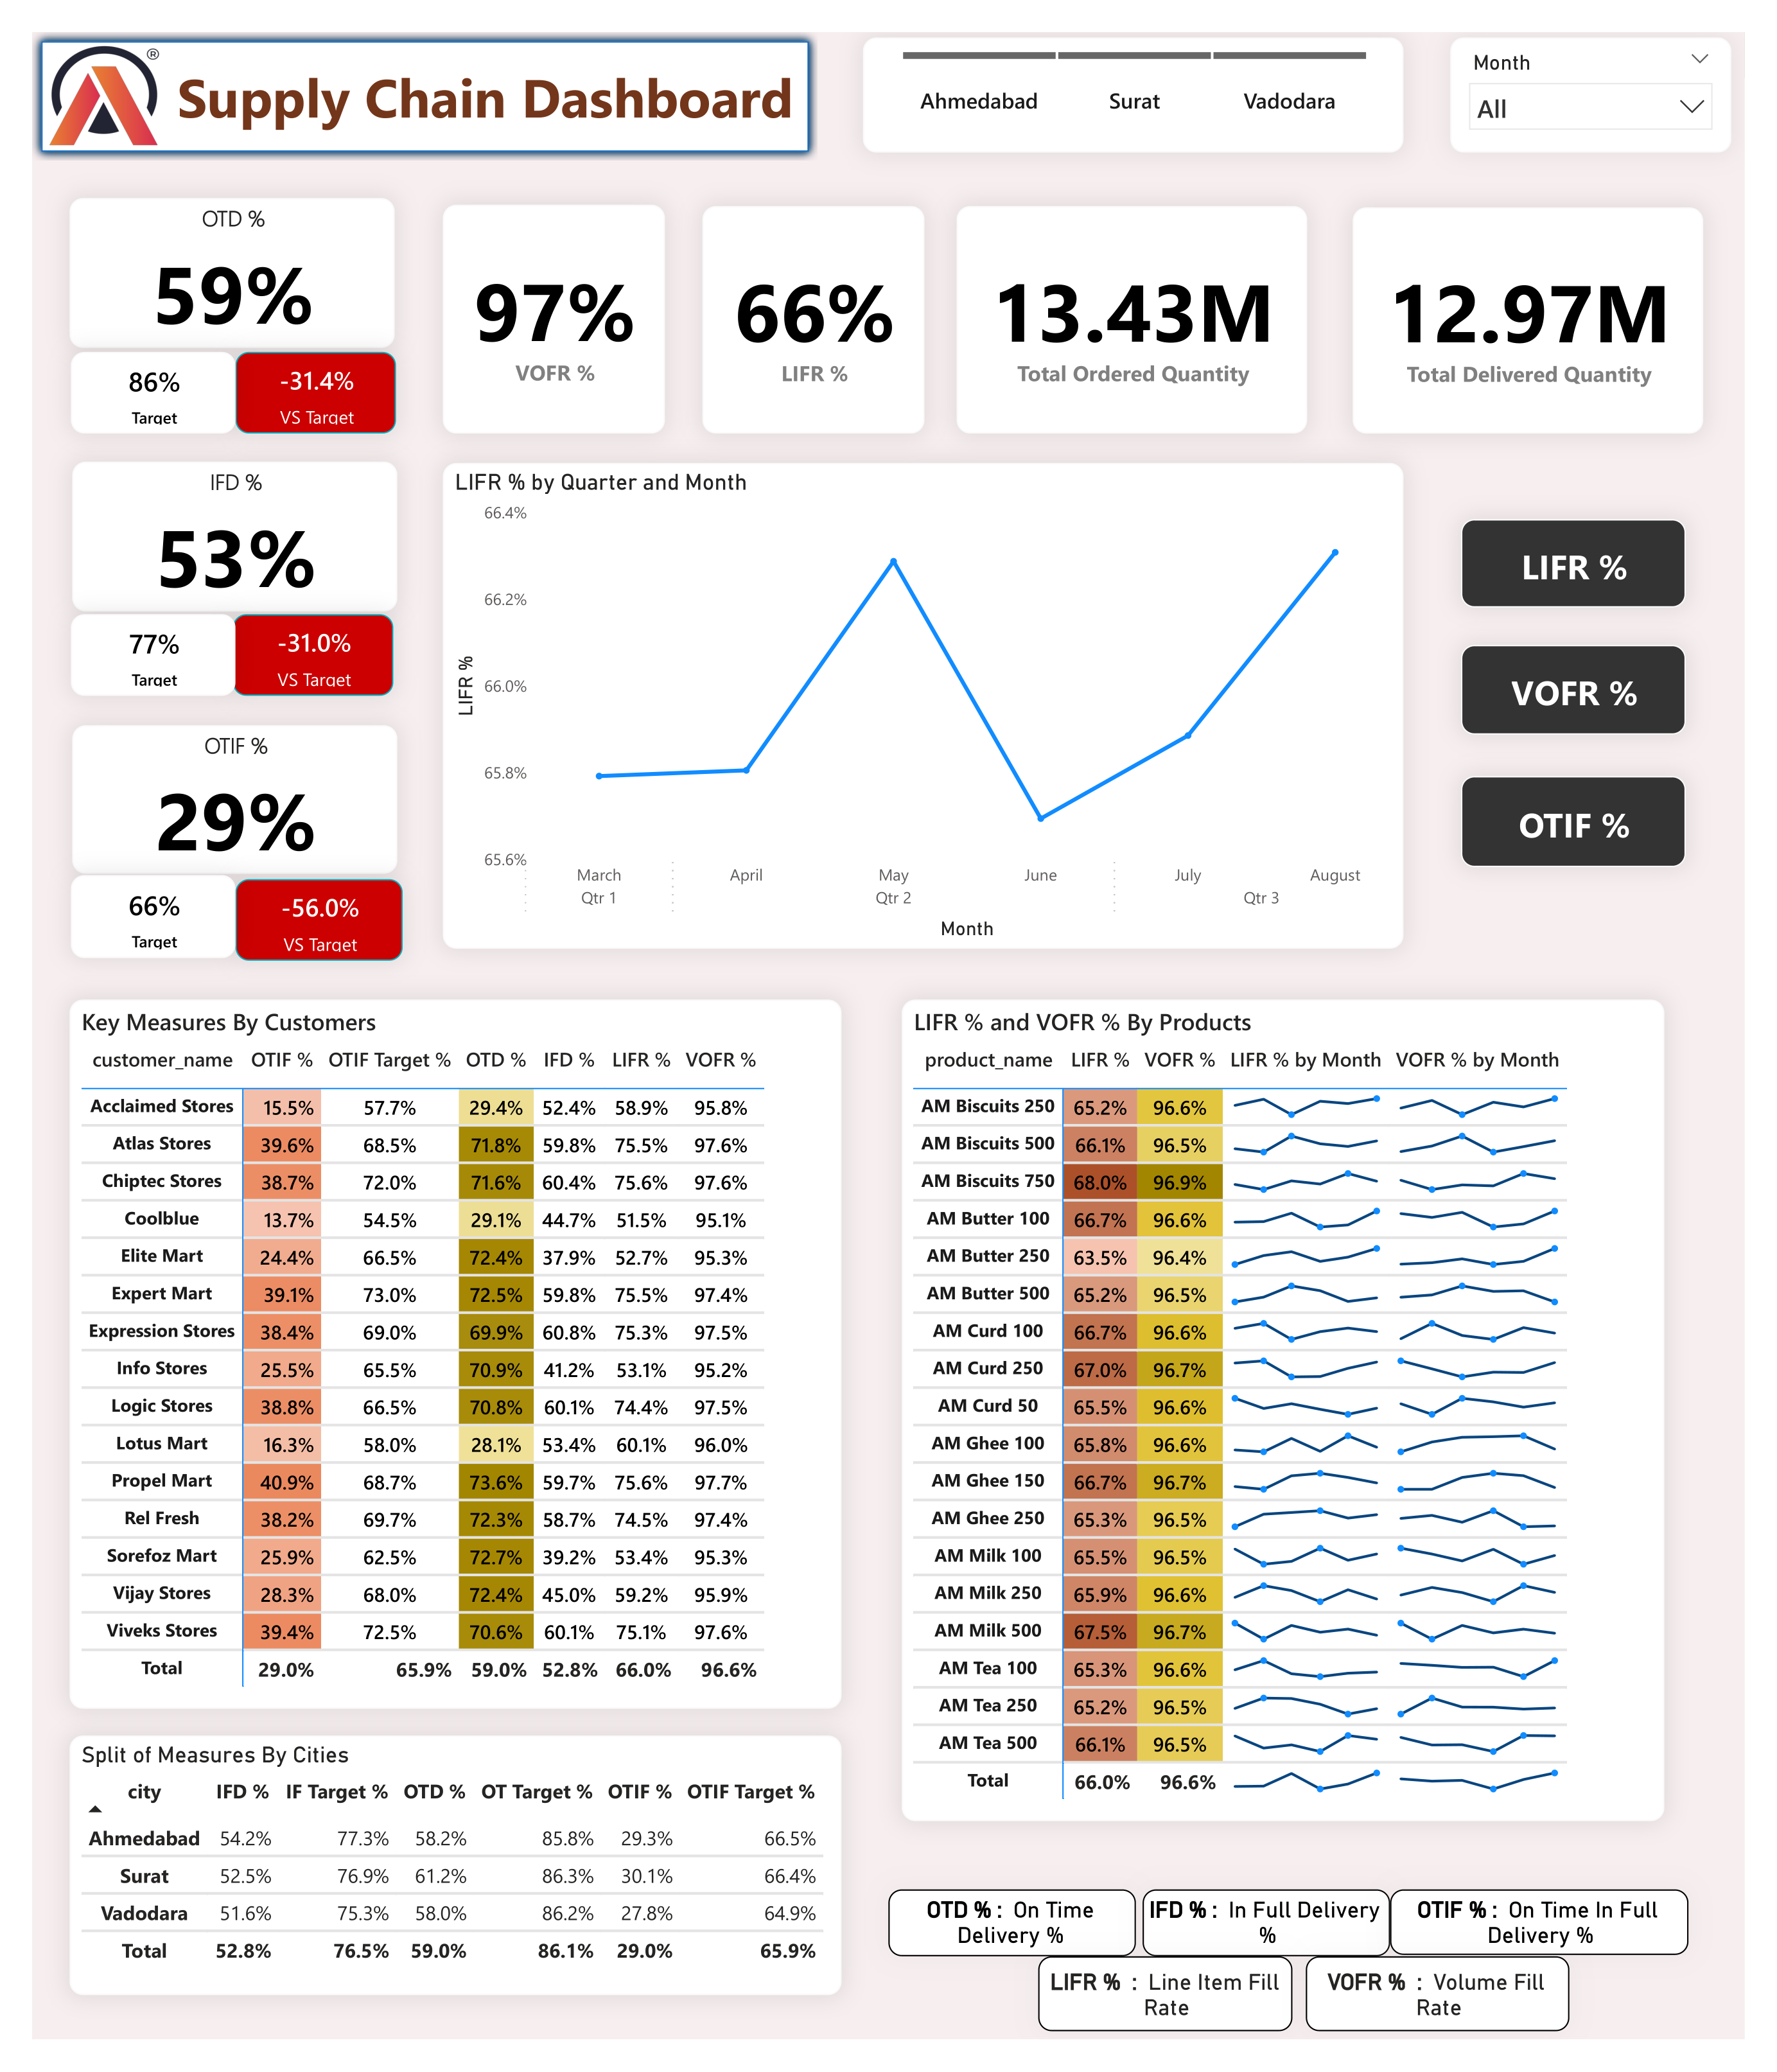 ®
Supply Chain Dashboard
Ahmedabad Surat Vadodara
Month
All
OTD %
59%
86%
Target
-31.4%
VS Target
97%
VOFR %
66%
LIFR %
13.43M
Total Ordered Quantity
12.97M
Total Delivered Quantity
IFD %
53%
77%
Target
-31.0%
VS Target
OTIF %
29%
66%
Target
-56.0%
VS Target
LIFR % by Quarter and Month
LIFR %
66.4%
66.2%
66.0%
65.8%
65.6%
March April May June July August
Qtr 1 Qtr 2 Qtr 3
Month
LIFR %
VOFR %
OTIF %
Key Measures By Customers
customer_name OTIF % OTIF Target % OTD % IFD % LIFR % VOFR %
Acclaimed Stores 15.5% 57.7% 29.4% 52.4% 58.9% 95.8%
Atlas Stores 39.6% 68.5% 71.8% 59.8% 75.5% 97.6%
Chiptec Stores 38.7% 72.0% 71.6% 60.4% 75.6% 97.6%
Coolblue 13.7% 54.5% 29.1% 44.7% 51.5% 95.1%
Elite Mart 24.4% 66.5% 72.4% 37.9% 52.7% 95.3%
Expert Mart 39.1% 73.0% 72.5% 59.8% 75.5% 97.4%
Expression Stores 38.4% 69.0% 69.9% 60.8% 75.3% 97.5%
Info Stores 25.5% 65.5% 70.9% 41.2% 53.1% 95.2%
Logic Stores 38.8% 66.5% 70.8% 60.1% 74.4% 97.5%
Lotus Mart 16.3% 58.0% 28.1% 53.4% 60.1% 96.0%
Propel Mart 40.9% 68.7% 73.6% 59.7% 75.6% 97.7%
Rel Fresh 38.2% 69.7% 72.3% 58.7% 74.5% 97.4%
Sorefoz Mart 25.9% 62.5% 72.7% 39.2% 53.4% 95.3%
Vijay Stores 28.3% 68.0% 72.4% 45.0% 59.2% 95.9%
Viveks Stores 39.4% 72.5% 70.6% 60.1% 75.1% 97.6%
Total 29.0% 65.9% 59.0% 52.8% 66.0% 96.6%
LIFR % and VOFR % By Products
product_name LIFR % VOFR % LIFR % by Month VOFR % by Month
AM Biscuits 250 65.2% 96.6%
AM Biscuits 500 66.1% 96.5%
AM Biscuits 750 68.0% 96.9%
AM Butter 100 66.7% 96.6%
AM Butter 250 63.5% 96.4%
AM Butter 500 65.2% 96.5%
AM Curd 100 66.7% 96.6%
AM Curd 250 67.0% 96.7%
AM Curd 50 65.5% 96.6%
AM Ghee 100 65.8% 96.6%
AM Ghee 150 66.7% 96.7%
AM Ghee 250 65.3% 96.5%
AM Milk 100 65.5% 96.5%
AM Milk 250 65.9% 96.6%
AM Milk 500 67.5% 96.7%
AM Tea 100 65.3% 96.6%
AM Tea 250 65.2% 96.5%
AM Tea 500 66.1% 96.5%
Total 66.0% 96.6%
Split of Measures By Cities
city IFD % IF Target % OTD % OT Target % OTIF % OTIF Target %
Ahmedabad 54.2% 77.3% 58.2% 85.8% 29.3% 66.5%
Surat 52.5% 76.9% 61.2% 86.3% 30.1% 66.4%
Vadodara 51.6% 75.3% 58.0% 86.2% 27.8% 64.9%
Total 52.8% 76.5% 59.0% 86.1% 29.0% 65.9%
OTD % : On Time
Delivery %
IFD % : In Full Delivery
%
OTIF % : On Time In Full
Delivery %
LIFR % : Line Item Fill
Rate
VOFR % : Volume Fill
Rate